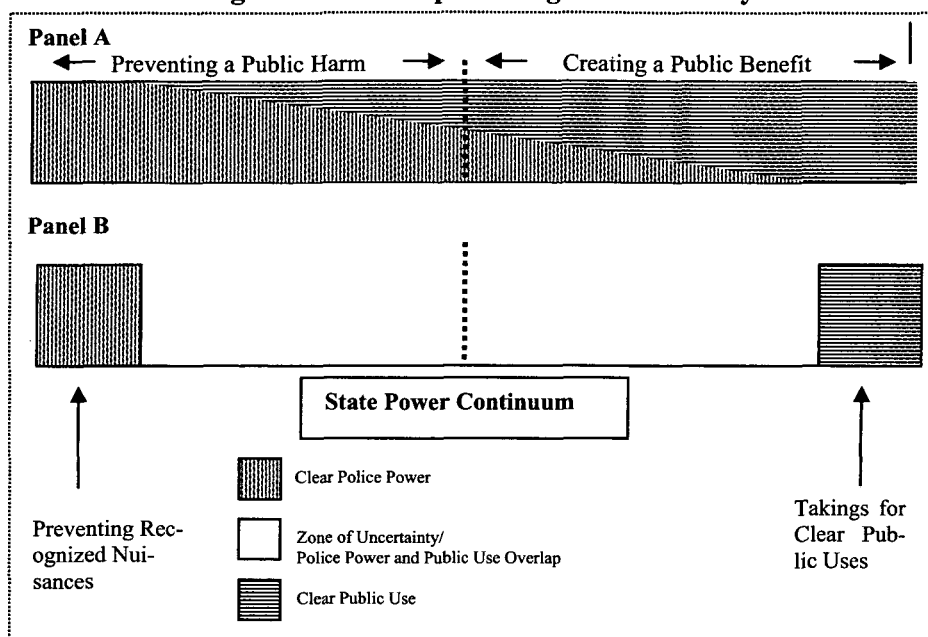 Panel A
Preventing a Public Harm
Creating a Public Benefit
Panel B
State Power Continuum
Clear Police Power
Zone of Uncertainty/
Police Power and Public Use Overlap
Clear Public Use
Preventing Rec-
ognized Nui-
sances
Takings for
Clear Pub-
lic Uses